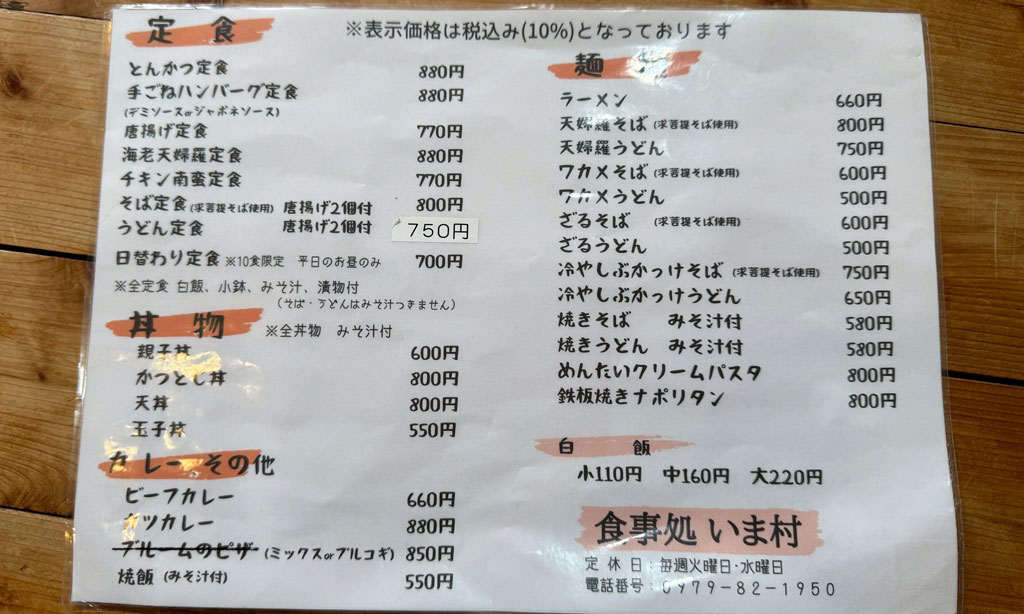 定 食
※表示価格は税込み(10%)となっております
とんかつ定食 880円
手ごねハンバーグ定食 880円
(デミソースorジャポネソース)
唐揚げ定食 770円
海老天婦羅定食 880円
チキン南蛮定食 770円
そば定食(求菩提そば使用) 唐揚げ2個付 800円
うどん定食 唐揚げ2個付 750円
日替わり定食 ※10食限定 平日のお昼のみ 700円
※全定食 白飯、小鉢、みそ汁、漬物付
(そば・うどんはみそ汁つきません)
丼 物 ※全丼物 みそ汁付
親子丼 600円
かつとじ丼 800円
天丼 800円
玉子丼 550円
カレー その他
ビーフカレー 660円
カツカレー 880円
ブルームのピザ (ミックスorブルコギ) 850円
焼飯 (みそ汁付) 550円
麺
ラーメン 660円
天婦羅そば (求菩提そば使用) 800円
天婦羅うどん 750円
ワカメそば (求菩提そば使用) 600円
ワカメうどん 500円
ざるそば (求菩提そば使用) 600円
ざるうどん 500円
冷やしぶかっけそば (求菩提そば使用) 750円
冷やしぶかっけうどん 650円
焼きそば みそ汁付 580円
焼きうどん みそ汁付 580円
めんたいクリームパスタ 800円
鉄板焼きナポリタン 800円
白 飯
小110円 中160円 大220円
食事処 いま村
定 休 日：毎週火曜日･水曜日
電話番号：0979-82-1950